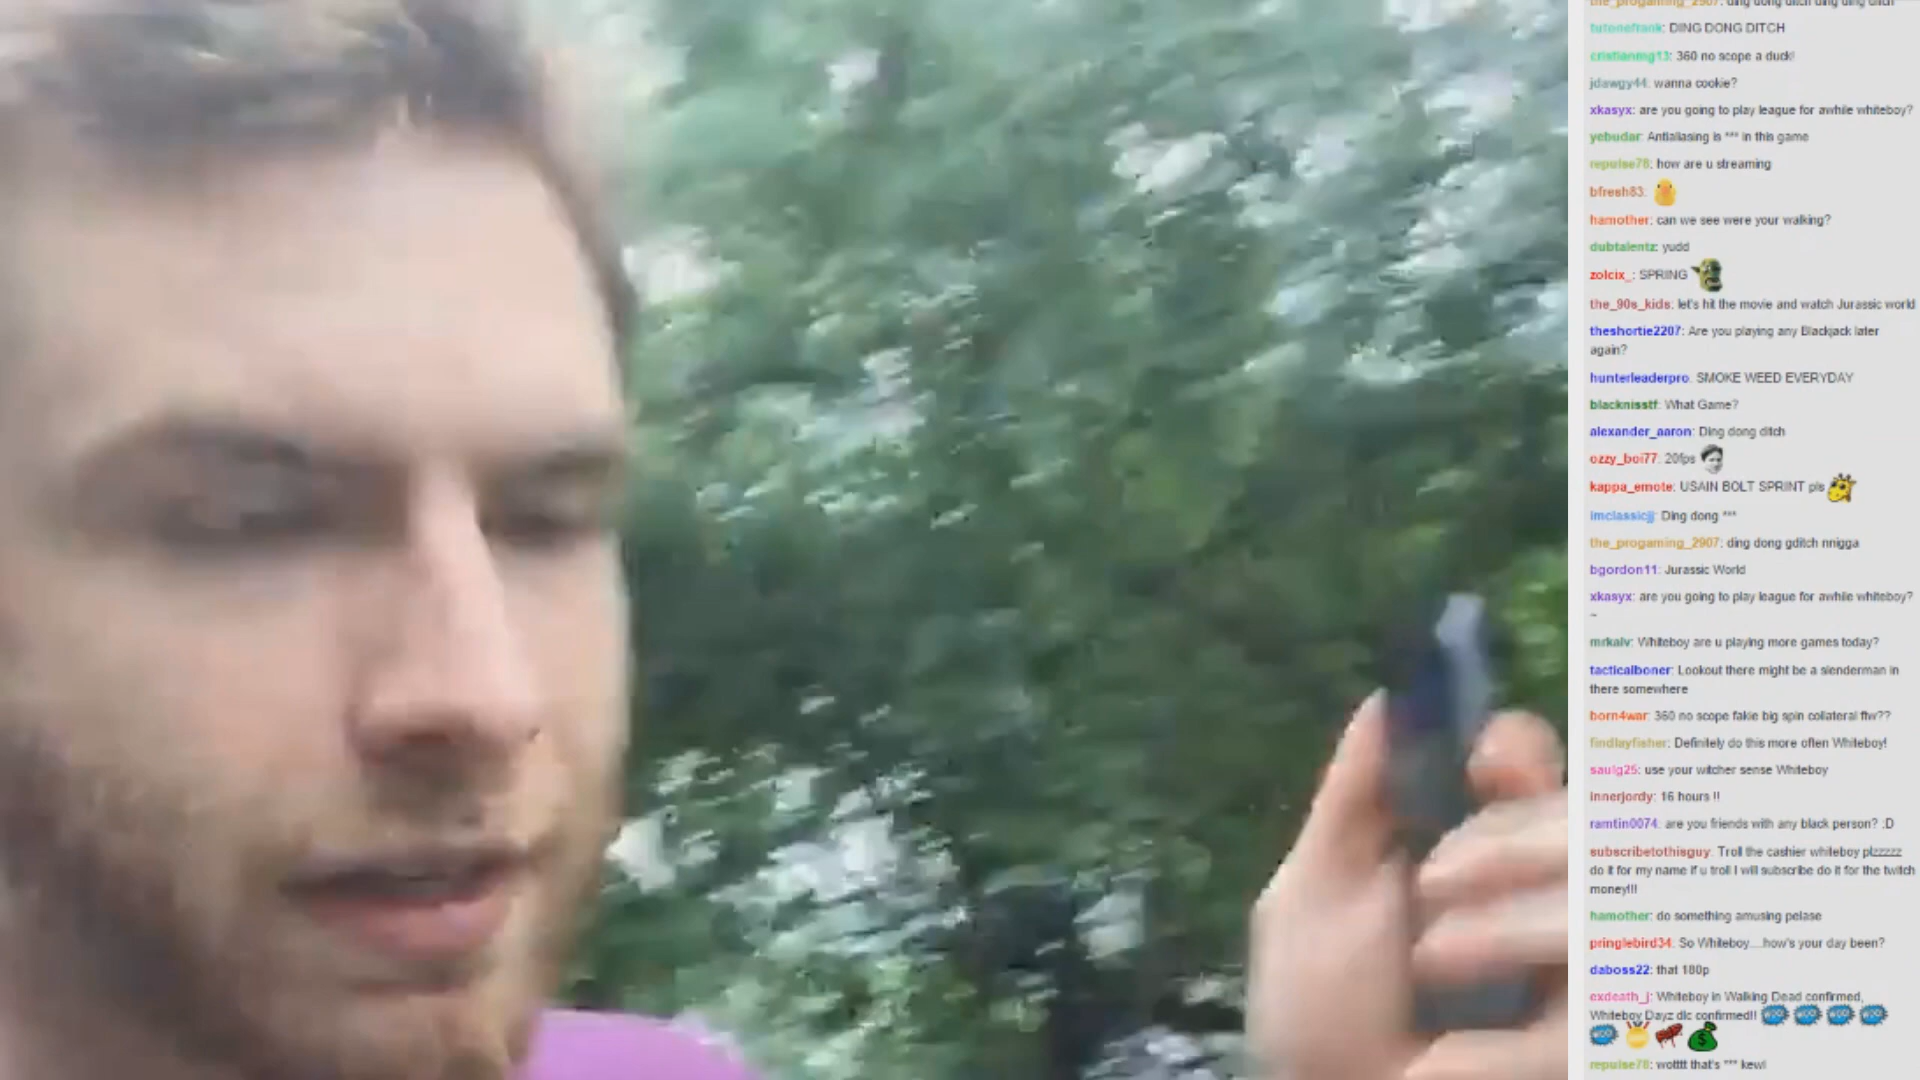 the_progaming_2907: ding dong ditch ding ding ditch
tutonefrank: DING DONG DITCH
cristianmg13: 360 no scope a duck!
jdawgy44: wanna cookie?
xkasyx: are you going to play league for awhile whiteboy?
yebudar: Antialiasing is *** in this game
repulse78: how are u streaming
bfresh83:
hamother: can we see were your walking?
dubtalentz: yudd
zolcix_: SPRING
the_90s_kids: let's hit the movie and watch Jurassic world
theshortie2207: Are you playing any Blackjack later
again?
hunterleaderpro: SMOKE WEED EVERYDAY
blacknisstf: What Game?
alexander_aaron: Ding dong ditch
ozzy_boi77: 20fps
kappa_emote: USAIN BOLT SPRINT pls
imclassicjj: Ding dong ***
the_progaming_2907: ding dong gditch nnigga
bgordon11: Jurassic World
xkasyx: are you going to play league for awhile whiteboy?
~
mrkalv: Whiteboy are u playing more games today?
tacticalboner: Lookout there might be a slenderman in
there somewhere
born4war: 360 no scope fakie big spin collateral ftw??
findlayfisher: Definitely do this more often Whiteboy!
saulg25: use your witcher sense Whiteboy
innerjordy: 16 hours !!
ramtin0074: are you friends with any black person? :D
subscribetothisguy: Troll the cashier whiteboy plzzzzz
do it for my name if u troll I will subscribe do it for the twitch
money!!!
hamother: do something amusing pelase
pringlebird34: So Whiteboy....how's your day been?
daboss22: that 180p
exdeath_j: Whiteboy in Walking Dead confirmed,
Whiteboy Dayz dlc confirmed!!
repulse78: wotttt that's *** kewl